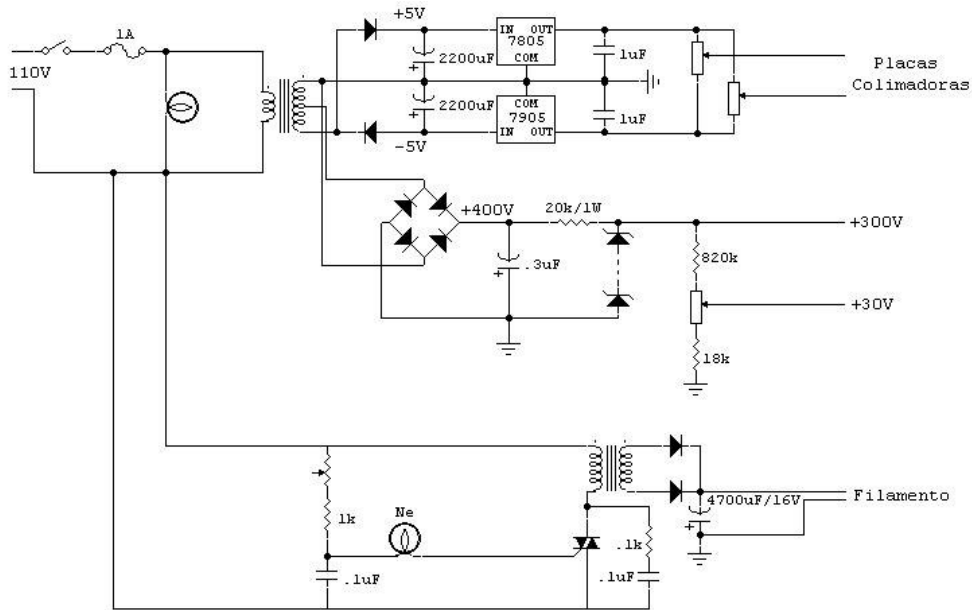 1A
110V
+5V
2200uF
IN OUT
7805
COM
1uF
Placas
Colimadoras
2200uF
COM
7905
IN OUT
1uF
-5V
+400V
20k/1W
+300V
.3uF
820k
+30V
18k
1k
Ne
.1uF
.1k
.1uF
4700uF/16V
Filamento